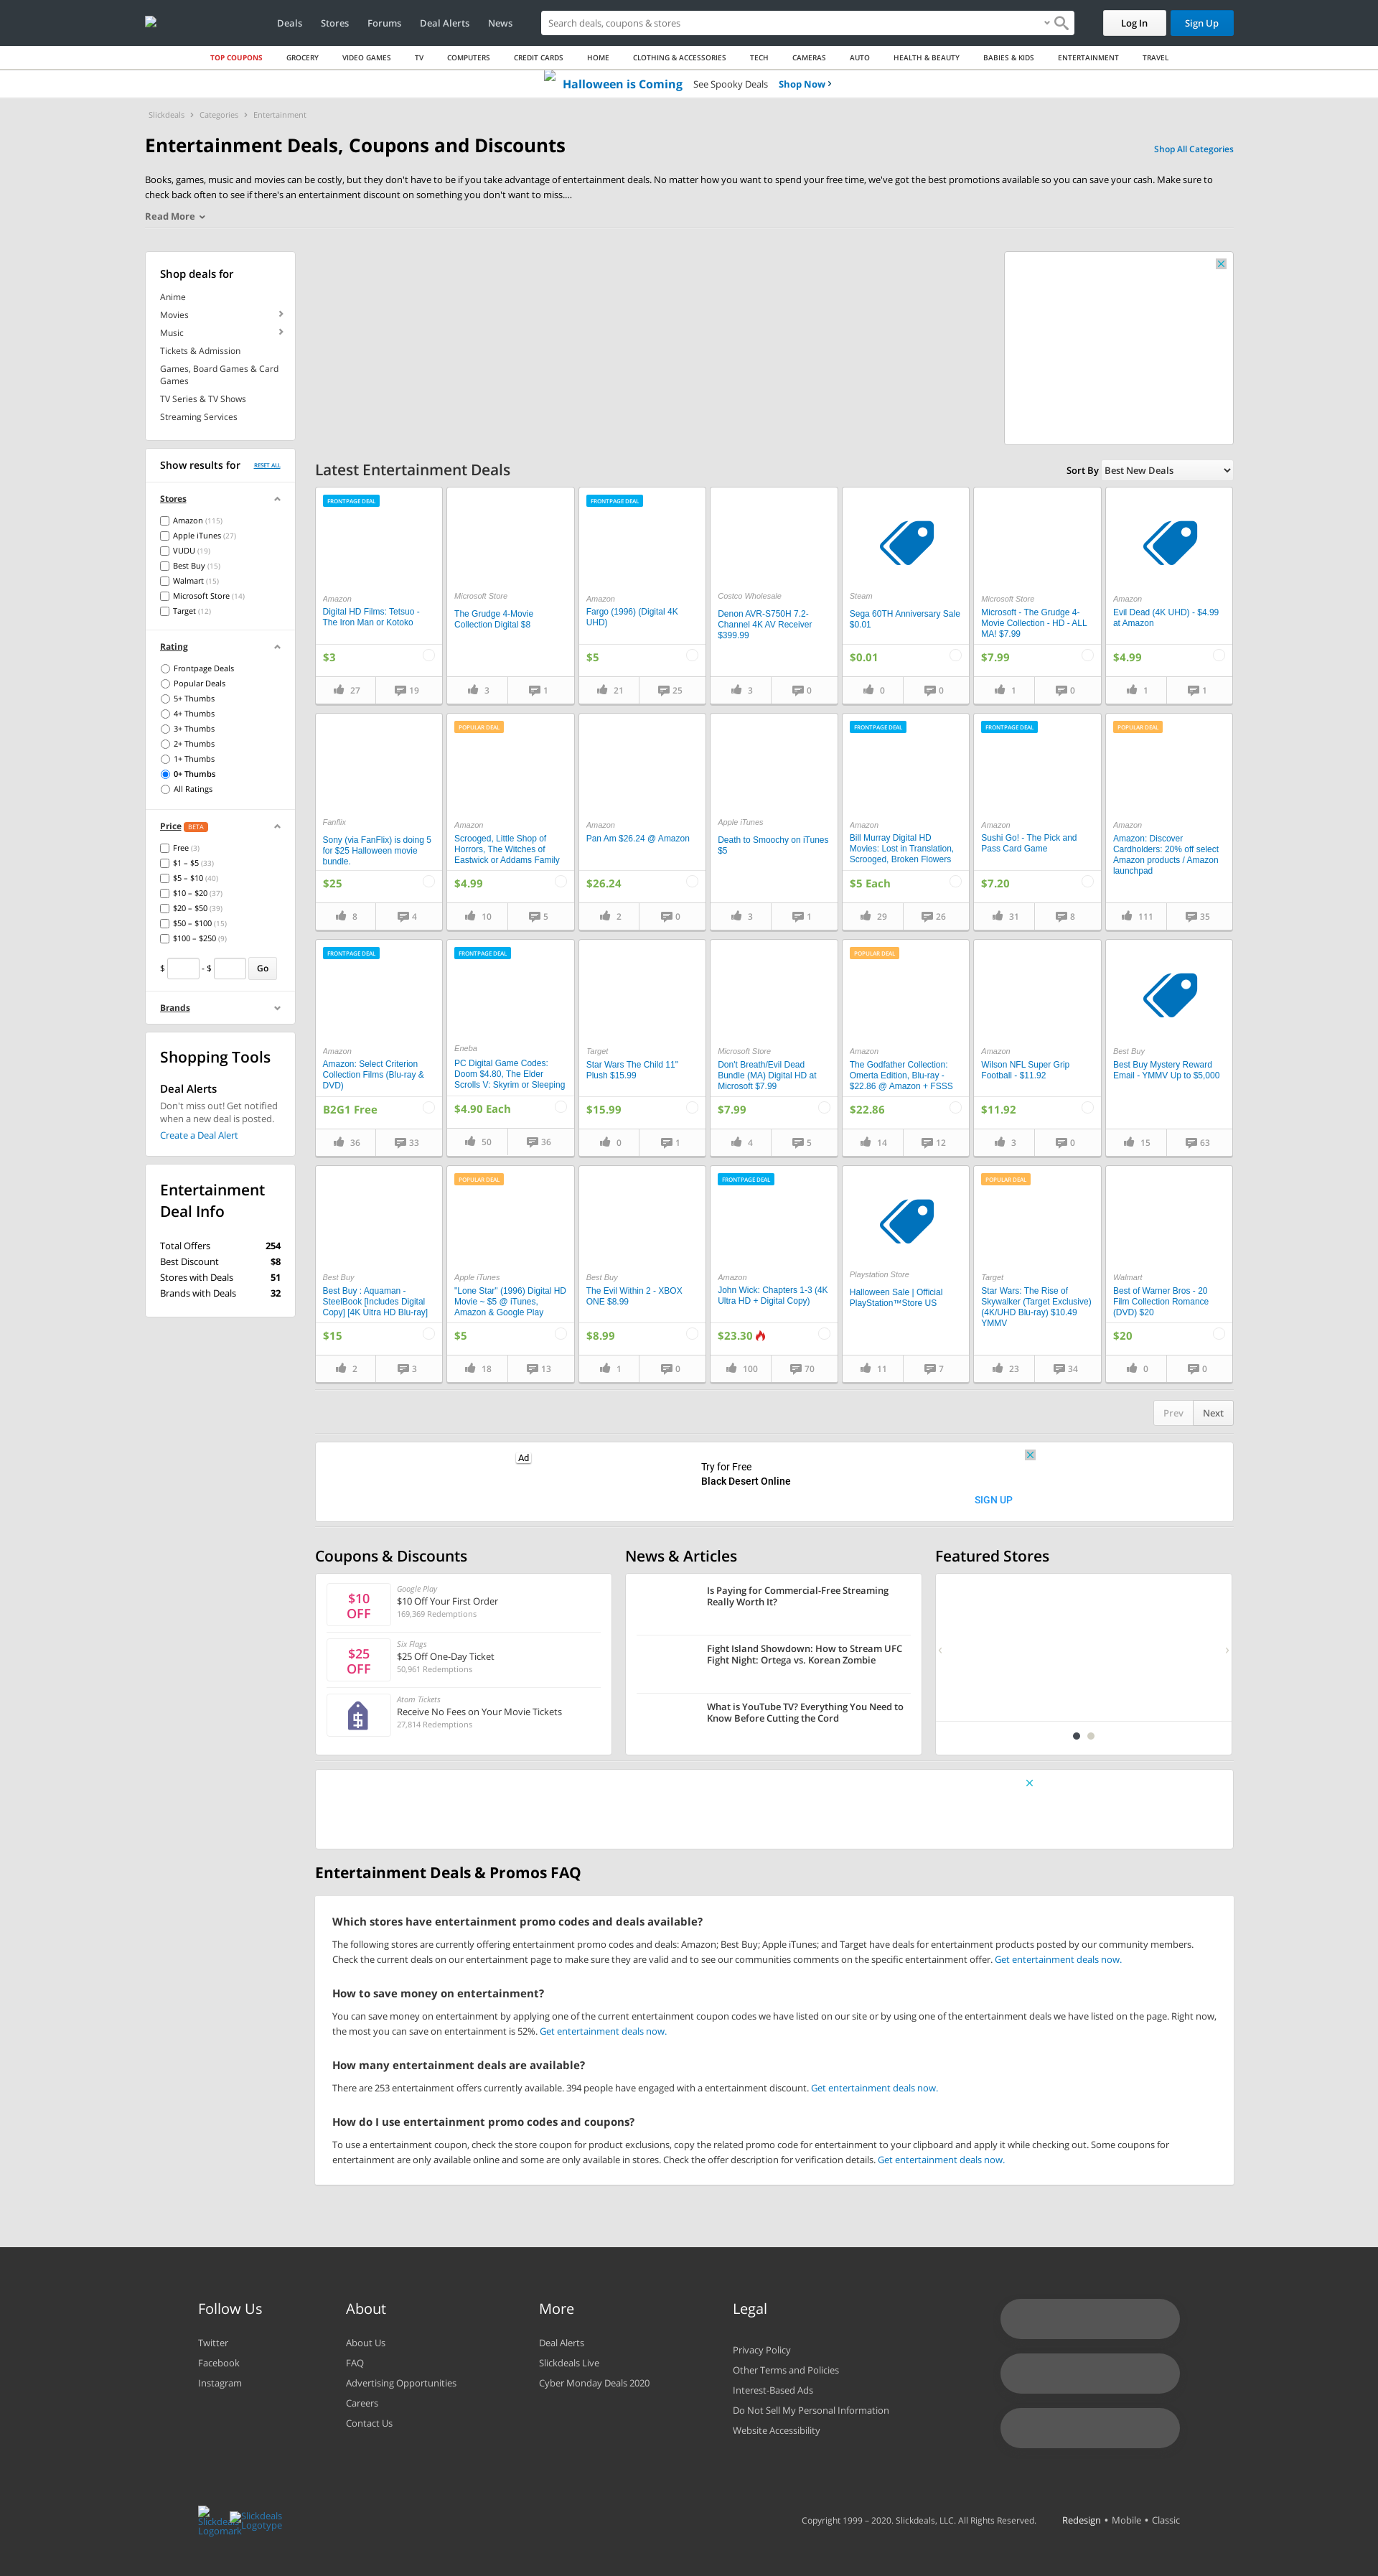 Deals
Stores
Forums
Deal Alerts
News
Search deals, coupons & stores
Log In
Sign Up
TOP COUPONS
GROCERY
VIDEO GAMES
TV
COMPUTERS
CREDIT CARDS
HOME
CLOTHING & ACCESSORIES
TECH
CAMERAS
AUTO
HEALTH & BEAUTY
BABIES & KIDS
ENTERTAINMENT
TRAVEL
Halloween is Coming
See Spooky Deals
Shop Now
Slickdeals
Categories
Entertainment
Entertainment Deals, Coupons and Discounts
Shop All Categories
Books, games, music and movies can be costly, but they don't have to be if you take advantage of entertainment deals. No matter how you want to spend your free time, we've got the best promotions available so you can save your cash. Make sure to
check back often to see if there's an entertainment discount on something you don't want to miss....
Read More
Shop deals for
Anime
Movies
Music
Tickets & Admission
Games, Board Games & Card
Games
TV Series & TV Shows
Streaming Services
Show results for
RESET ALL
Stores
Amazon (115)
Apple iTunes (27)
VUDU (19)
Best Buy (15)
Walmart (15)
Microsoft Store (14)
Target (12)
Rating
Frontpage Deals
Popular Deals
5+ Thumbs
4+ Thumbs
3+ Thumbs
2+ Thumbs
1+ Thumbs
0+ Thumbs
All Ratings
Price BETA
Free (3)
$1 – $5 (33)
$5 – $10 (40)
$10 – $20 (37)
$20 – $50 (39)
$50 – $100 (15)
$100 – $250 (9)
$ - $ Go
Brands
Shopping Tools
Deal Alerts
Don't miss out! Get notified
when a new deal is posted.
Create a Deal Alert
Entertainment
Deal Info
Total Offers 254
Best Discount $8
Stores with Deals 51
Brands with Deals 32
Latest Entertainment Deals
Sort By Best New Deals
FRONTPAGE DEAL
Amazon
Digital HD Films: Tetsuo -
The Iron Man or Kotoko
$3
27
19
Microsoft Store
The Grudge 4-Movie
Collection Digital $8
3
1
FRONTPAGE DEAL
Amazon
Fargo (1996) (Digital 4K
UHD)
$5
21
25
Costco Wholesale
Denon AVR-S750H 7.2-
Channel 4K AV Receiver
$399.99
3
0
Steam
Sega 60TH Anniversary Sale
$0.01
$0.01
0
0
Microsoft Store
Microsoft - The Grudge 4-
Movie Collection - HD - ALL
MA! $7.99
$7.99
1
0
Amazon
Evil Dead (4K UHD) - $4.99
at Amazon
$4.99
1
1
Fanflix
Sony (via FanFlix) is doing 5
for $25 Halloween movie
bundle.
$25
8
4
POPULAR DEAL
Amazon
Scrooged, Little Shop of
Horrors, The Witches of
Eastwick or Addams Family
$4.99
10
5
Amazon
Pan Am $26.24 @ Amazon
$26.24
2
0
Apple iTunes
Death to Smoochy on iTunes
$5
3
1
FRONTPAGE DEAL
Amazon
Bill Murray Digital HD
Movies: Lost in Translation,
Scrooged, Broken Flowers
$5 Each
29
26
FRONTPAGE DEAL
Amazon
Sushi Go! - The Pick and
Pass Card Game
$7.20
31
8
POPULAR DEAL
Amazon
Amazon: Discover
Cardholders: 20% off select
Amazon products / Amazon
launchpad
111
35
FRONTPAGE DEAL
Amazon
Amazon: Select Criterion
Collection Films (Blu-ray &
DVD)
B2G1 Free
36
33
FRONTPAGE DEAL
Eneba
PC Digital Game Codes:
Doom $4.80, The Elder
Scrolls V: Skyrim or Sleeping
$4.90 Each
50
36
Target
Star Wars The Child 11"
Plush $15.99
$15.99
0
1
Microsoft Store
Don't Breath/Evil Dead
Bundle (MA) Digital HD at
Microsoft $7.99
$7.99
4
5
POPULAR DEAL
Amazon
The Godfather Collection:
Omerta Edition, Blu-ray -
$22.86 @ Amazon + FSSS
$22.86
14
12
Amazon
Wilson NFL Super Grip
Football - $11.92
$11.92
3
0
Best Buy
Best Buy Mystery Reward
Email - YMMV Up to $5,000
15
63
Best Buy
Best Buy : Aquaman -
SteelBook [Includes Digital
Copy] [4K Ultra HD Blu-ray]
$15
2
3
POPULAR DEAL
Apple iTunes
"Lone Star" (1996) Digital HD
Movie ~ $5 @ iTunes,
Amazon & Google Play
$5
18
13
Best Buy
The Evil Within 2 - XBOX
ONE $8.99
$8.99
1
0
FRONTPAGE DEAL
Amazon
John Wick: Chapters 1-3 (4K
Ultra HD + Digital Copy)
$23.30
100
70
Playstation Store
Halloween Sale | Official
PlayStation™Store US
11
7
POPULAR DEAL
Target
Star Wars: The Rise of
Skywalker (Target Exclusive)
(4K/UHD Blu-ray) $10.49
YMMV
23
34
Walmart
Best of Warner Bros - 20
Film Collection Romance
(DVD) $20
$20
0
0
Prev
Next
Ad
Try for Free
Black Desert Online
SIGN UP
Coupons & Discounts
$10
OFF
Google Play
$10 Off Your First Order
169,369 Redemptions
$25
OFF
Six Flags
$25 Off One-Day Ticket
50,961 Redemptions
Atom Tickets
Receive No Fees on Your Movie Tickets
27,814 Redemptions
News & Articles
Is Paying for Commercial-Free Streaming
Really Worth It?
Fight Island Showdown: How to Stream UFC
Fight Night: Ortega vs. Korean Zombie
What is YouTube TV? Everything You Need to
Know Before Cutting the Cord
Featured Stores
Entertainment Deals & Promos FAQ
Which stores have entertainment promo codes and deals available?
The following stores are currently offering entertainment promo codes and deals: Amazon; Best Buy; Apple iTunes; and Target have deals for entertainment products posted by our community members.
Check the current deals on our entertainment page to make sure they are valid and to see our communities comments on the specific entertainment offer. Get entertainment deals now.
How to save money on entertainment?
You can save money on entertainment by applying one of the current entertainment coupon codes we have listed on our site or by using one of the entertainment deals we have listed on the page. Right now,
the most you can save on entertainment is 52%. Get entertainment deals now.
How many entertainment deals are available?
There are 253 entertainment offers currently available. 394 people have engaged with a entertainment discount. Get entertainment deals now.
How do I use entertainment promo codes and coupons?
To use a entertainment coupon, check the store coupon for product exclusions, copy the related promo code for entertainment to your clipboard and apply it while checking out. Some coupons for
entertainment are only available online and some are only available in stores. Check the offer description for verification details. Get entertainment deals now.
Follow Us
Twitter
Facebook
Instagram
About
About Us
FAQ
Advertising Opportunities
Careers
Contact Us
More
Deal Alerts
Slickdeals Live
Cyber Monday Deals 2020
Legal
Privacy Policy
Other Terms and Policies
Interest-Based Ads
Do Not Sell My Personal Information
Website Accessibility
Slickdeals
Logomark
Slickdeals
Logotype
Copyright 1999 – 2020. Slickdeals, LLC. All Rights Reserved.
Redesign • Mobile • Classic